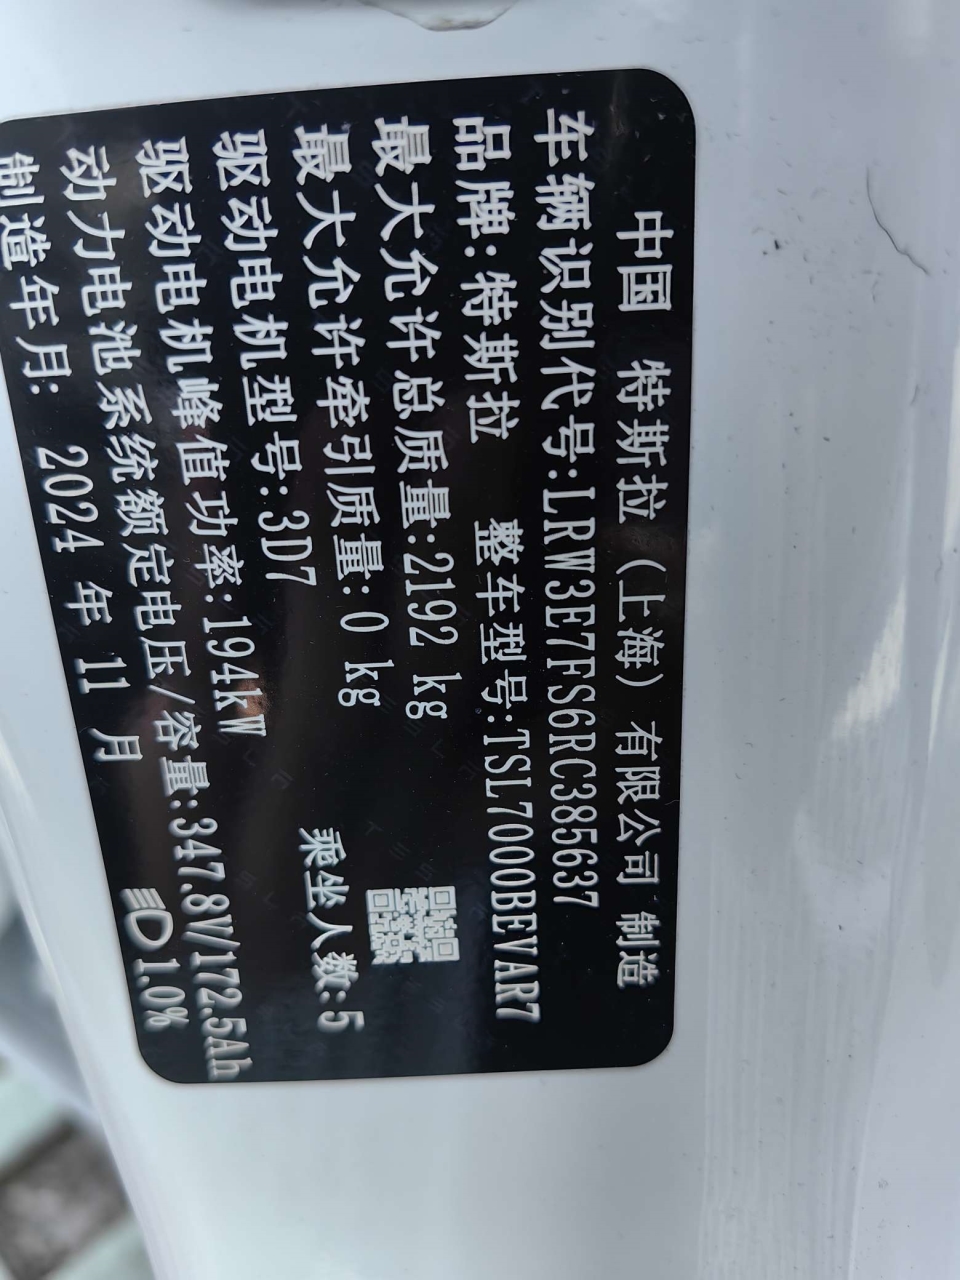 中国 特斯拉（上海）有限公司 制造
车辆识别代号:LRW3E7FS6RC385637
品牌:特斯拉 整车型号:TSL7000BEVAR7
最大允许总质量:2192 kg
最大允许牵引质量: 0 kg
驱动电机型号:3D7 乘坐人数:5
驱动电机峰值功率:194kW
动力电池系统额定电压/容量:347.8V/172.5Ah
制造年月: 2024 年 11 月 1.0%